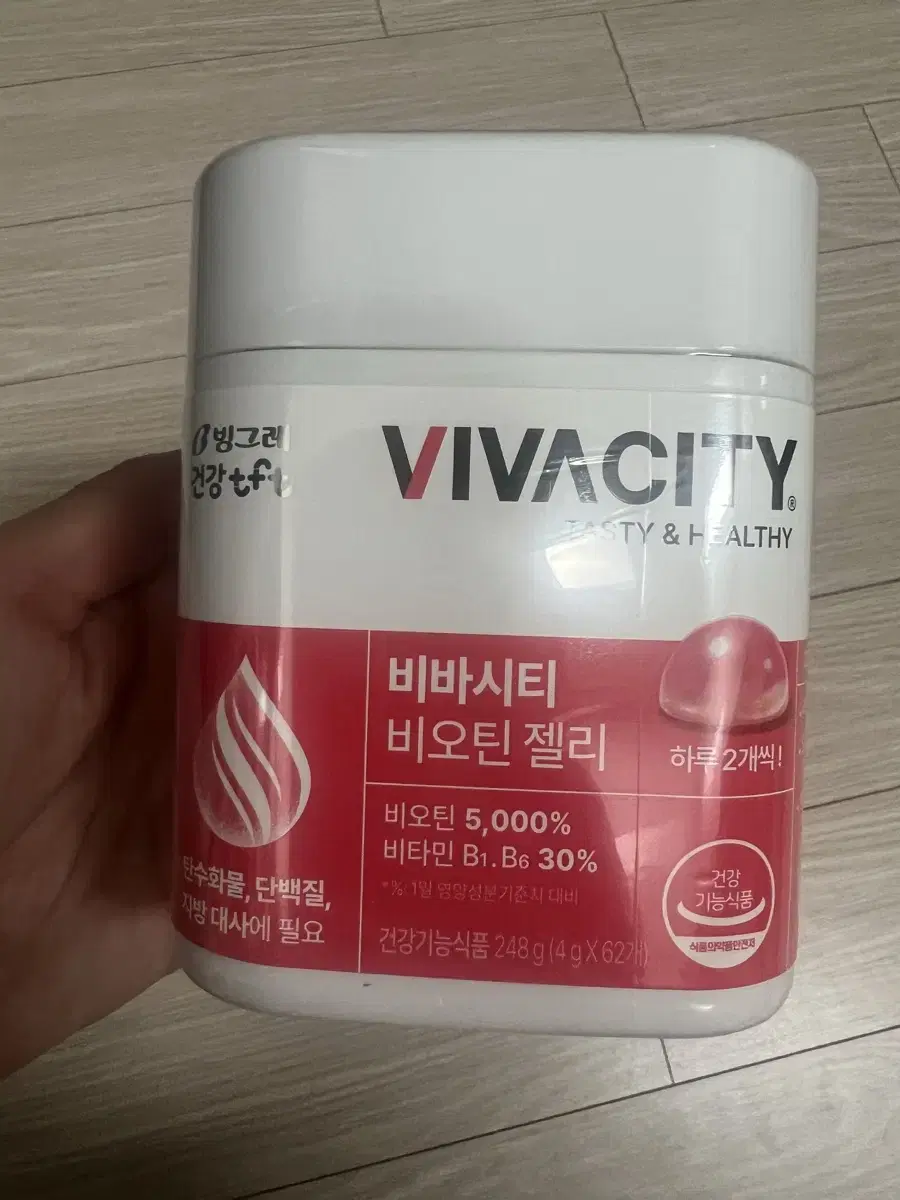 빙그레
건강 tft
VIVACITY®
TASTY & HEALTHY
비바시티
비오틴 젤리
하루 2개씩!
비오틴 5,000%
비타민 B1. B6 30%
*%: 1일 영양성분기준치 대비
건강기능식품 248g (4 g X 62개)
탄수화물, 단백질,
지방 대사에 필요
건강
기능식품
식품의약품안전처